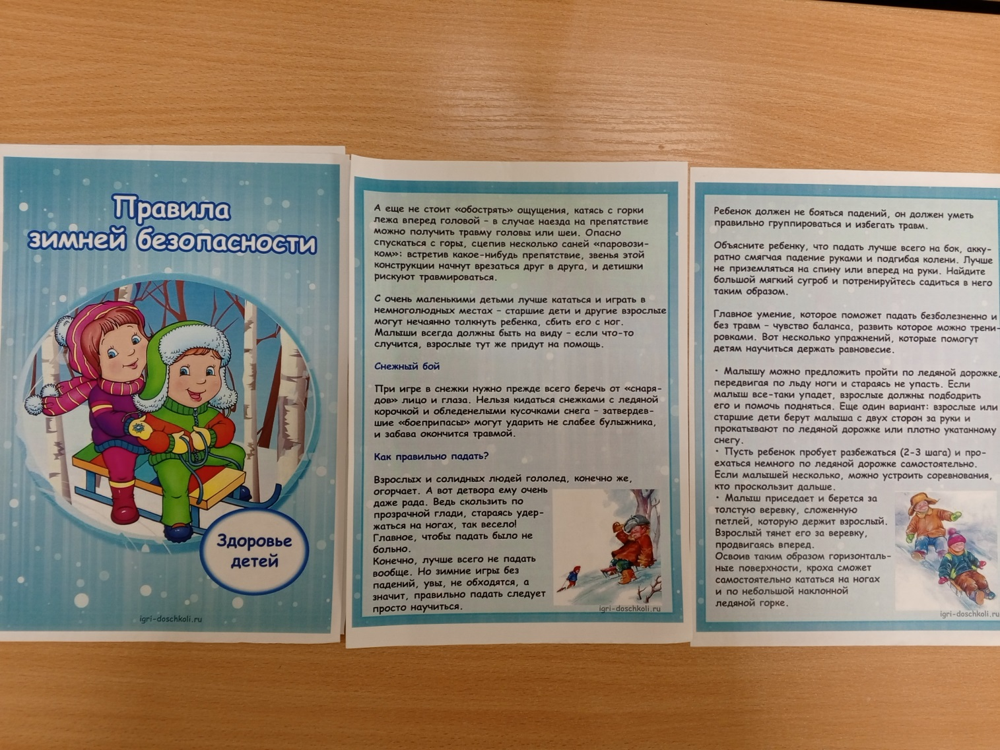 Правила
зимней безопасности
Здоровье
детей
igri-doschkoli.ru
А еще не стоит «обострять» ощущения, катясь с горки
лежа вперед головой – в случае наезда на препятствие
можно получить травму головы или шеи. Опасно
спускаться с горы, сцепив несколько саней «паровози-
ком»: встретив какое-нибудь препятствие, звенья этой
конструкции начнут врезаться друг в друга, и детишки
рискуют травмироваться.
С очень маленькими детьми лучше кататься и играть в
немноголюдных местах – старшие дети и другие взрослые
могут нечаянно толкнуть ребенка, сбить его с ног.
Малыши всегда должны быть на виду – если что-то
случится, взрослые тут же придут на помощь.
Снежный бой
При игре в снежки нужно прежде всего беречь от «снаря-
дов» лицо и глаза. Нельзя кидаться снежками с ледяной
корочкой и обледенелыми кусочками снега – затвердев-
шие «боеприпасы» могут ударить не слабее булыжника,
и забава окончится травмой.
Как правильно падать?
Взрослых и солидных людей гололед, конечно же,
огорчает. А вот детвора ему очень
даже рада. Ведь скользить по
прозрачной глади, стараясь удер-
жаться на ногах, так весело!
Главное, чтобы падать было не
больно.
Конечно, лучше всего не падать
вообще. Но зимние игры без
падений, увы, не обходятся, а
значит, правильно падать следует
просто научиться.
igri-doschkoli.ru
Ребенок должен не бояться падений, он должен уметь
правильно группироваться и избегать травм.
Объясните ребенку, что падать лучше всего на бок, акку-
ратно смягчая падение руками и подгибая колени. Лучше
не приземляться на спину или вперед на руки. Найдите
большой мягкий сугроб и потренируйтесь садиться в него
таким образом.
Главное умение, которое поможет падать безболезненно и
без травм – чувство баланса, развить которое можно трени-
ровками. Вот несколько упражнений, которые помогут
детям научиться держать равновесие.
• Малышу можно предложить пройти по ледяной дорожке,
передвигая по льду ноги и стараясь не упасть. Если
малыш все-таки упадет, взрослые должны подбодрить
его и помочь подняться. Еще один вариант: взрослые или
старшие дети берут малыша с двух сторон за руки и
прокатывают по ледяной дорожке или плотно укатанному
снегу.
• Пусть ребенок пробует разбежаться (2-3 шага) и про-
ехаться немного по ледяной дорожке самостоятельно.
Если малышей несколько, можно устроить соревнования,
кто проскользит дальше.
• Малыш приседает и берется за
толстую веревку, сложенную
петлей, которую держит взрослый.
Взрослый тянет его за веревку,
продвигаясь вперед.
Освоив таким образом горизонталь-
ные поверхности, кроха сможет
самостоятельно кататься на ногах
и по небольшой наклонной
ледяной горке.
igri-doschkoli.ru